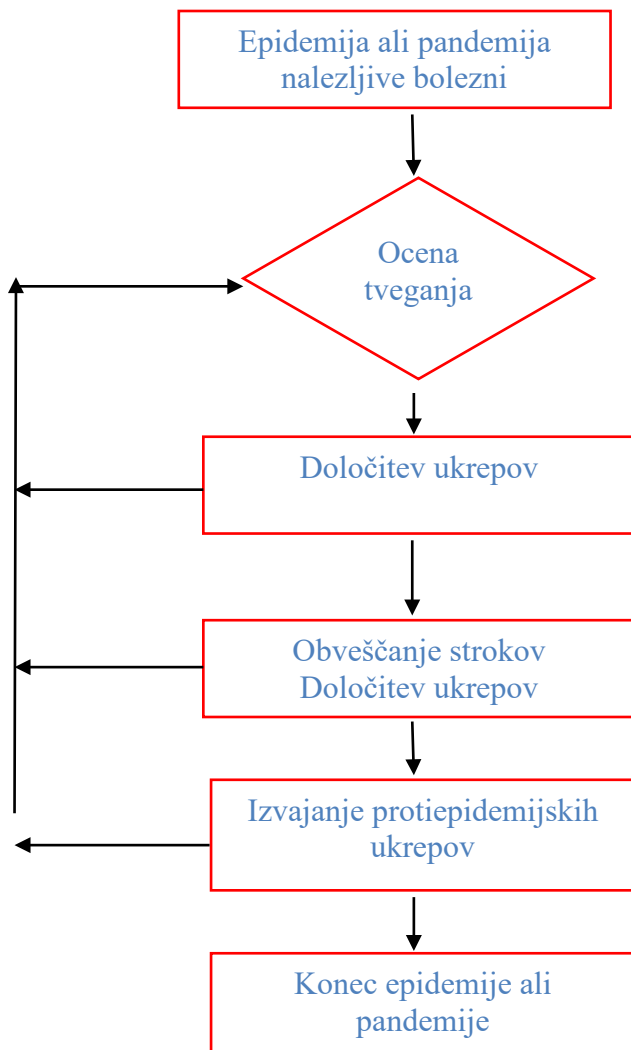 Epidemija ali pandemija
nalezljive bolezni
Ocena
tveganja
Določitev ukrepov
Obveščanje strokov
Določitev ukrepov
Izvajanje protiepidemijskih
ukrepov
Konec epidemije ali
pandemije